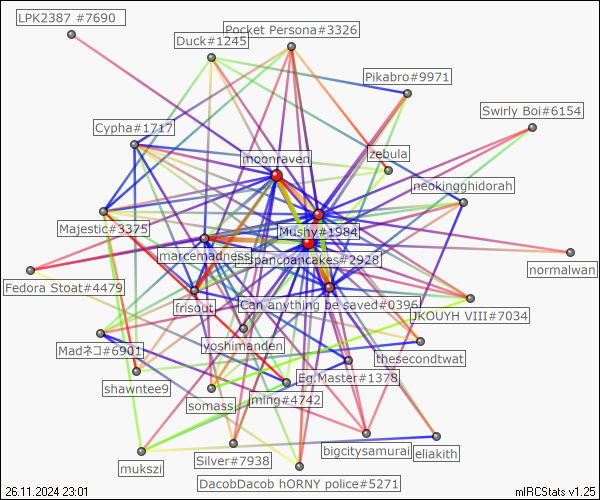 LPK2387 #7690
Pocket Persona#3326
Duck#1245
Pikabro#9971
Swirly Boi#6154
Cypha#1717
zebula
moonraven
neokingghidorah
Majestic#3375
Mushy#1984
marcemadness
spancpancakes#2928
normalwan
Fedora Stoat#4479
frisout
Can anything be saved#0396
JKOUYH VIII#7034
Madネコ#6901
yoshimanden
thesecondtwat
shawntee9
Eg.Master#1378
somass
ming#4742
mukszi
Silver#7938
bigcitysamurai
eliakith
DacobDacob hORNY police#5271
26.11.2024 23:01
mIRCStats v1.25